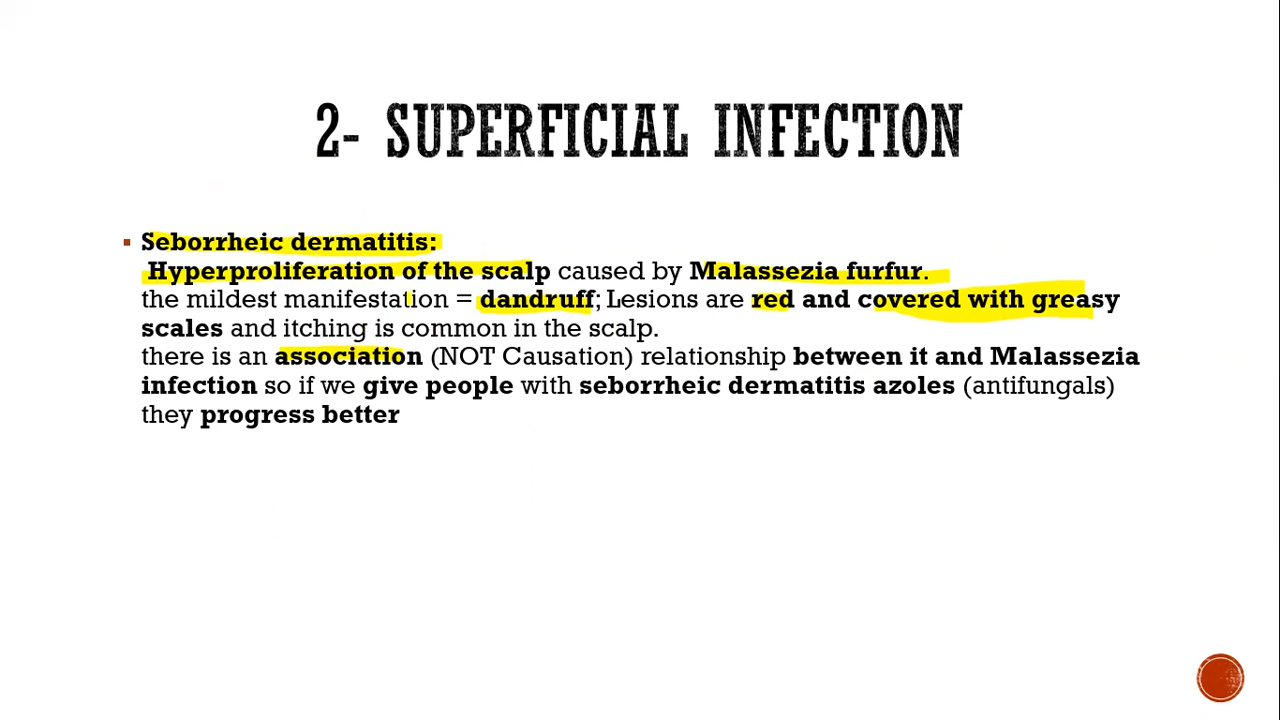 2- SUPERFICIAL INFECTION
Seborrheic dermatitis:
Hyperproliferation of the scalp caused by Malassezia furfur.
the mildest manifestation = dandruff; Lesions are red and covered with greasy
scales and itching is common in the scalp.
there is an association (NOT Causation) relationship between it and Malassezia
infection so if we give people with seborrheic dermatitis azoles (antifungals)
they progress better